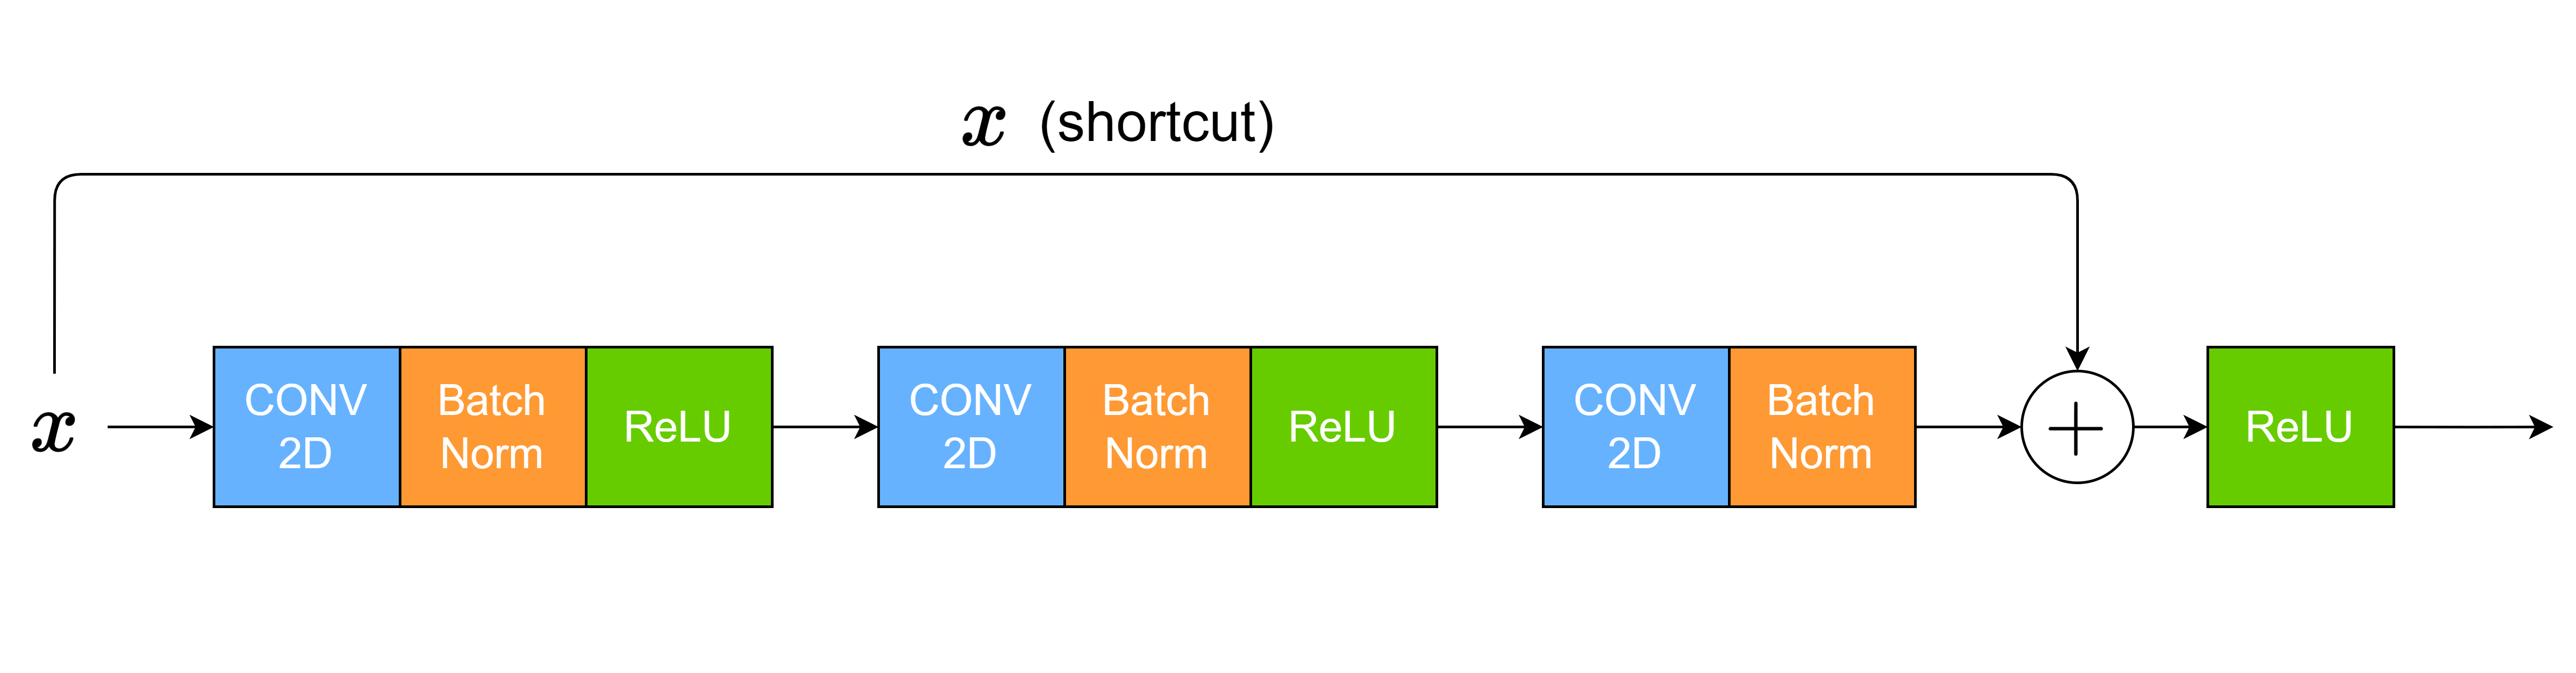 x (shortcut)
x
CONV
2D
Batch
Norm
ReLU
CONV
2D
Batch
Norm
ReLU
CONV
2D
Batch
Norm
+
ReLU